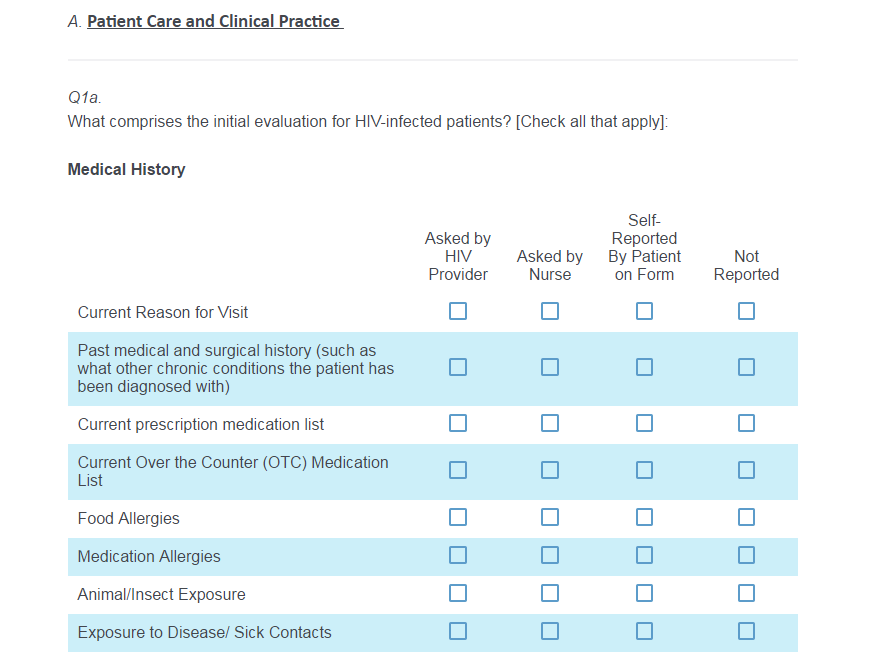 A. Patient Care and Clinical Practice
Q1a.
What comprises the initial evaluation for HIV-infected patients? [Check all that apply]:
Medical History
Asked by
HIV
Provider
Asked by
Nurse
Self-
Reported
By Patient
on Form
Not
Reported
Current Reason for Visit
Past medical and surgical history (such as
what other chronic conditions the patient has
been diagnosed with)
Current prescription medication list
Current Over the Counter (OTC) Medication
List
Food Allergies
Medication Allergies
Animal/Insect Exposure
Exposure to Disease/ Sick Contacts